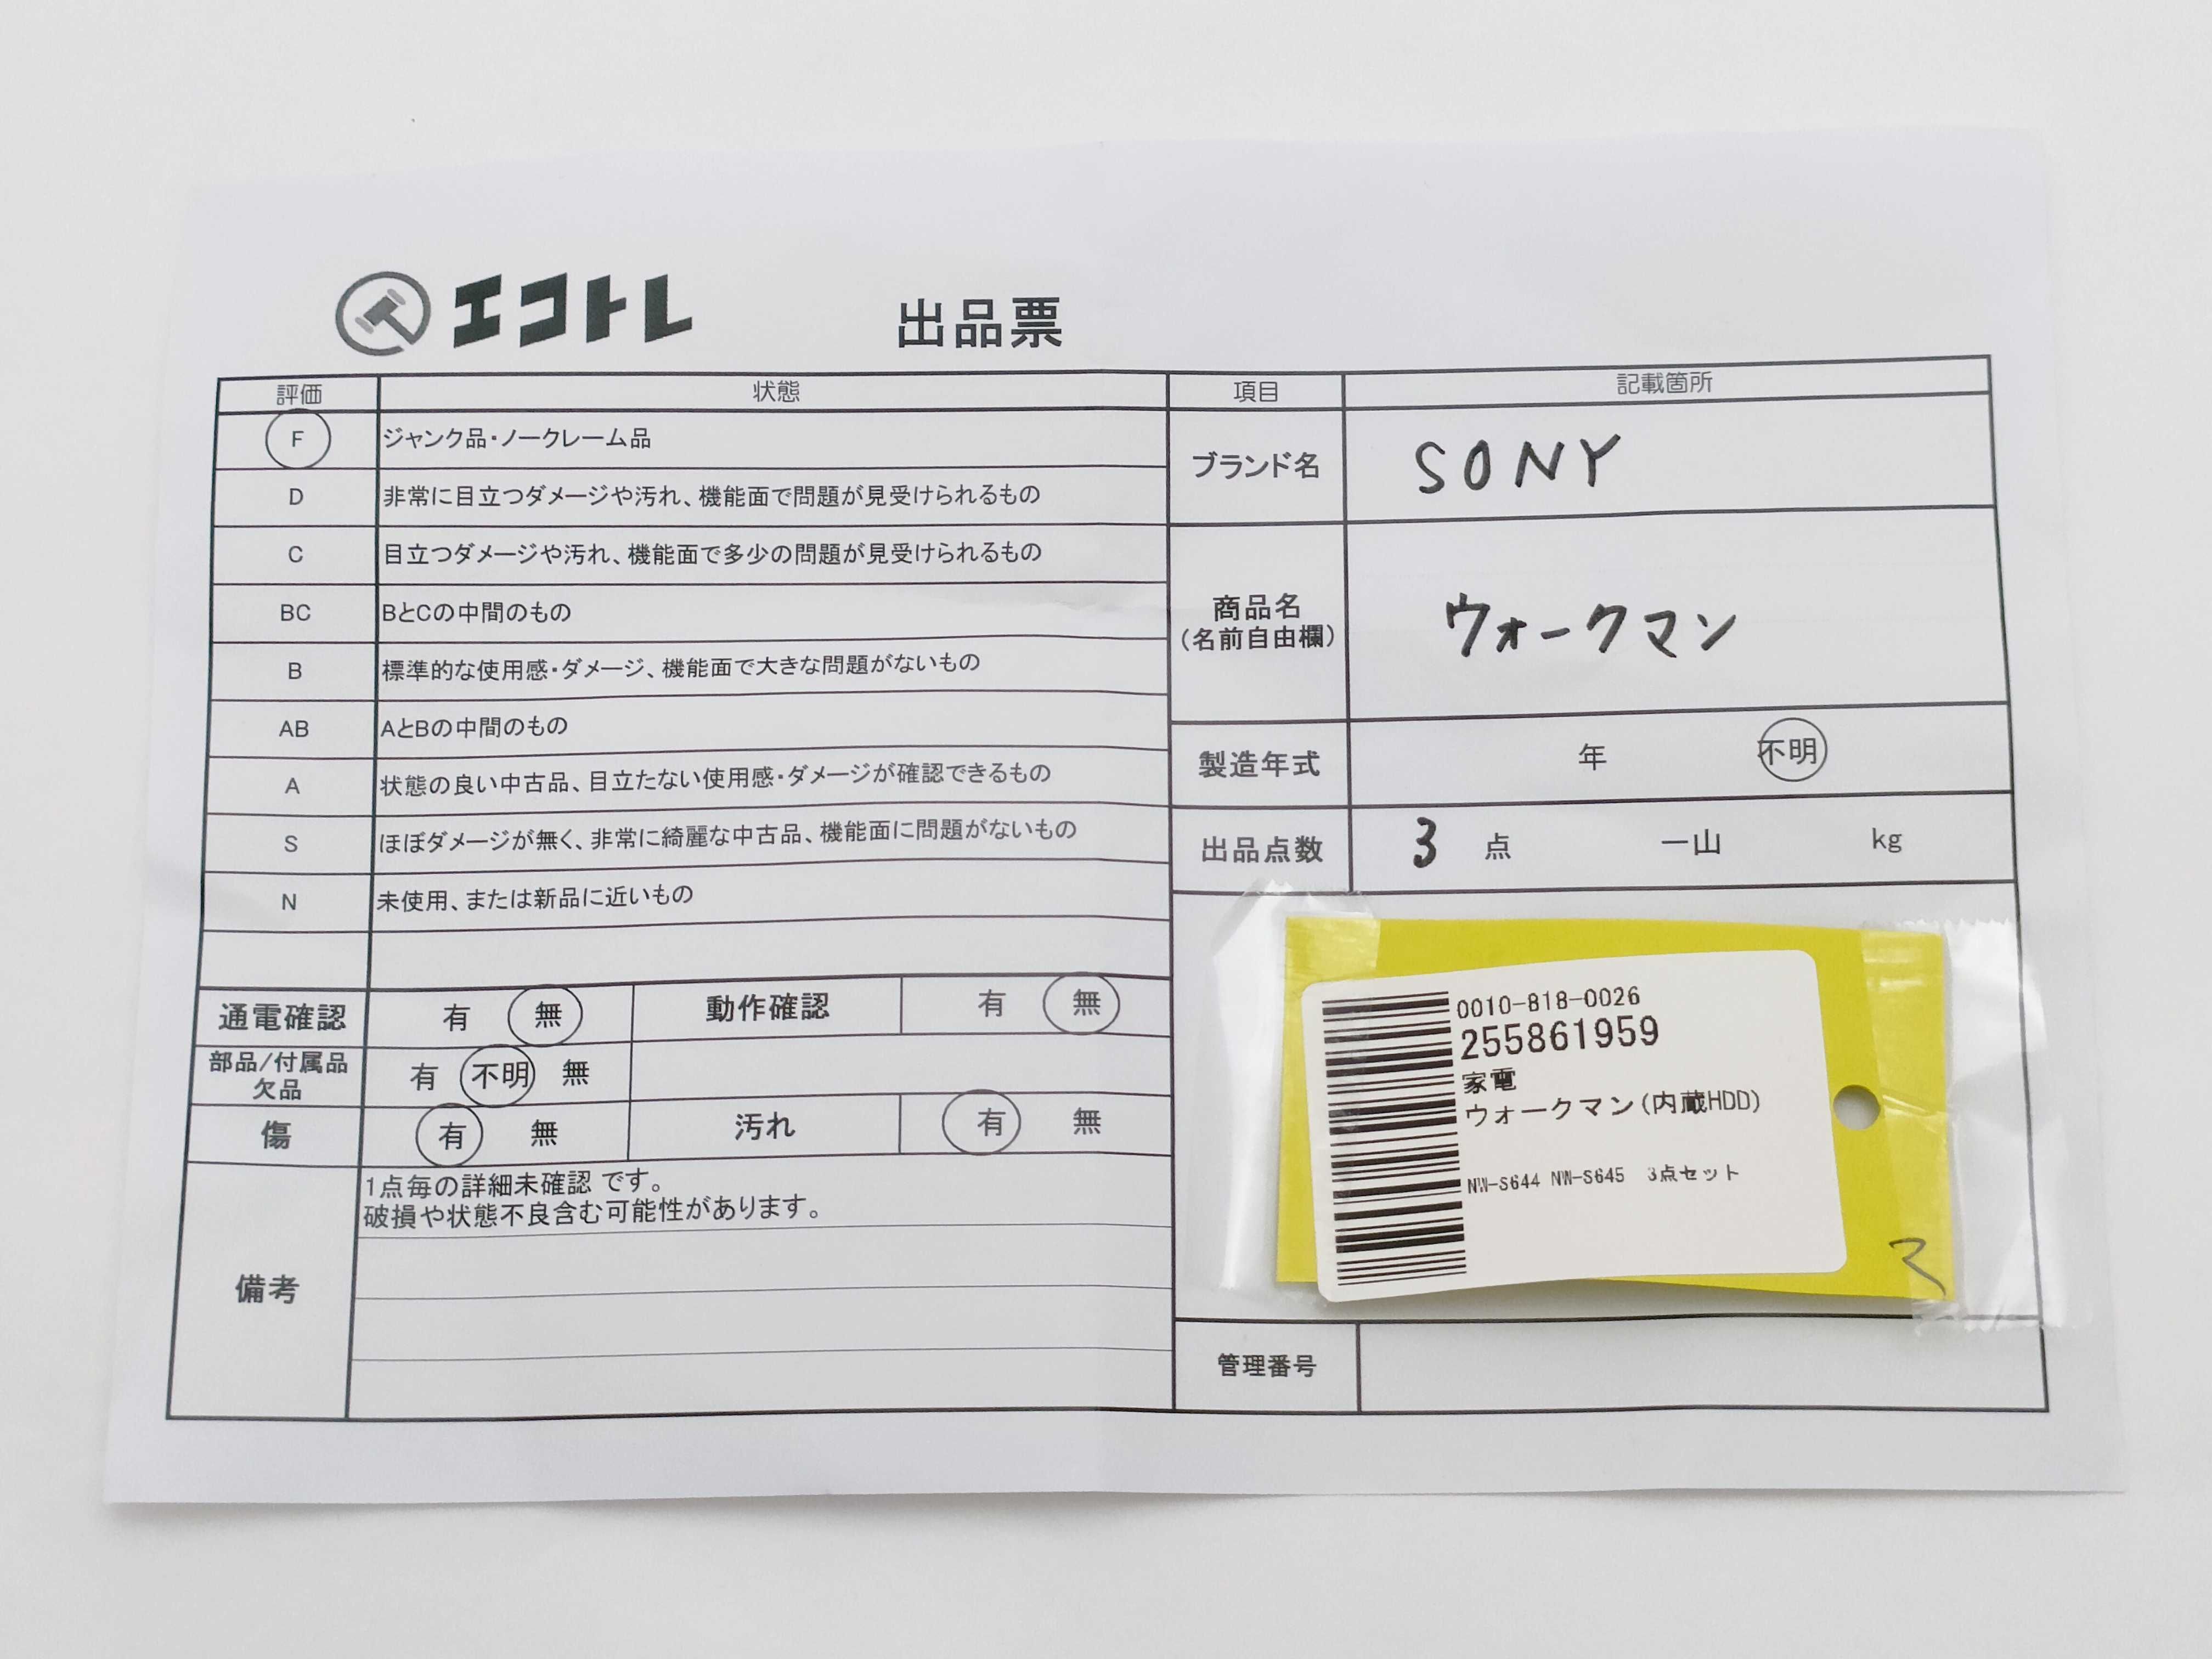 エコトレ 出品票
評価 状態
F ジャンク品・ノークレーム品
D 非常に目立つダメージや汚れ、機能面で問題が見受けられるもの
C 目立つダメージや汚れ、機能面で多少の問題が見受けられるもの
BC BとCの中間のもの
B 標準的な使用感・ダメージ、機能面で大きな問題がないもの
AB AとBの中間のもの
A 状態の良い中古品、目立たない使用感・ダメージが確認できるもの
S ほぼダメージが無く、非常に綺麗な中古品、機能面に問題がないもの
N 未使用、または新品に近いもの
通電確認 有 無 動作確認 有 無
部品/付属品
欠品 有 不明 無
傷 有 無 汚れ 有 無
備考
1点毎の詳細未確認 です。
破損や状態不良含む可能性があります。
項目 記載箇所
ブランド名 SONY
商品名
(名前自由欄) ウォークマン
製造年式 年 不明
出品点数 3 点 一山 kg
0010-818-0026
255861959
家電
ウォークマン(内蔵HDD)
NW-S644 NW-S645 3点セット
管理番号